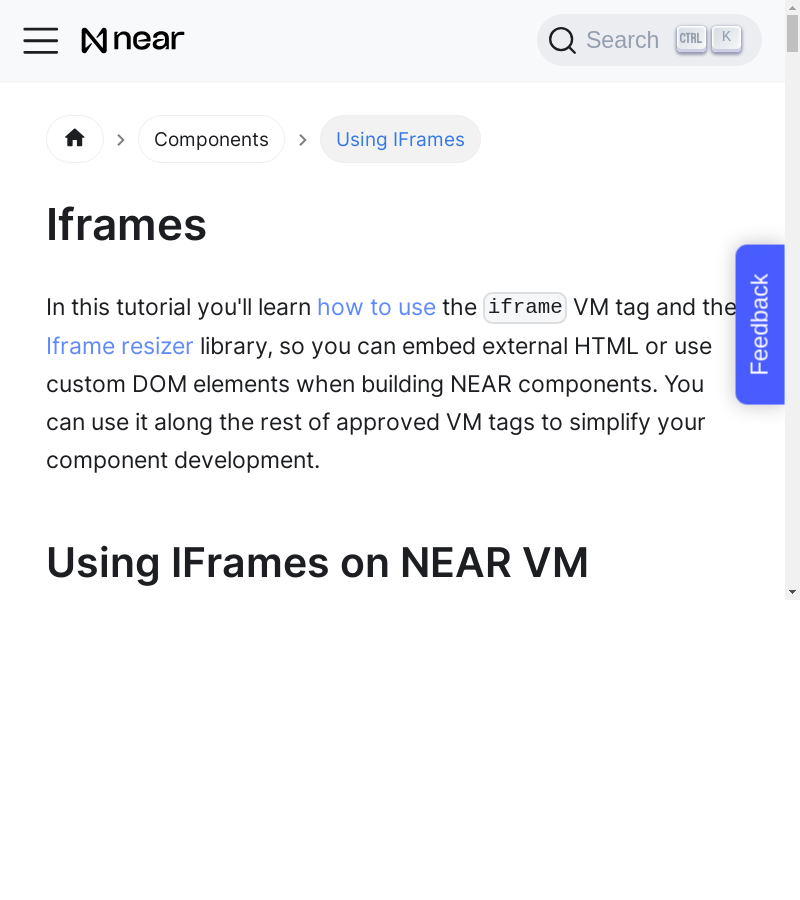 near
Search CTRL K
Components
Using IFrames
Iframes
In this tutorial you'll learn how to use the iframe VM tag and the
Iframe resizer library, so you can embed external HTML or use
custom DOM elements when building NEAR components. You
can use it along the rest of approved VM tags to simplify your
component development.
Feedback
Using IFrames on NEAR VM